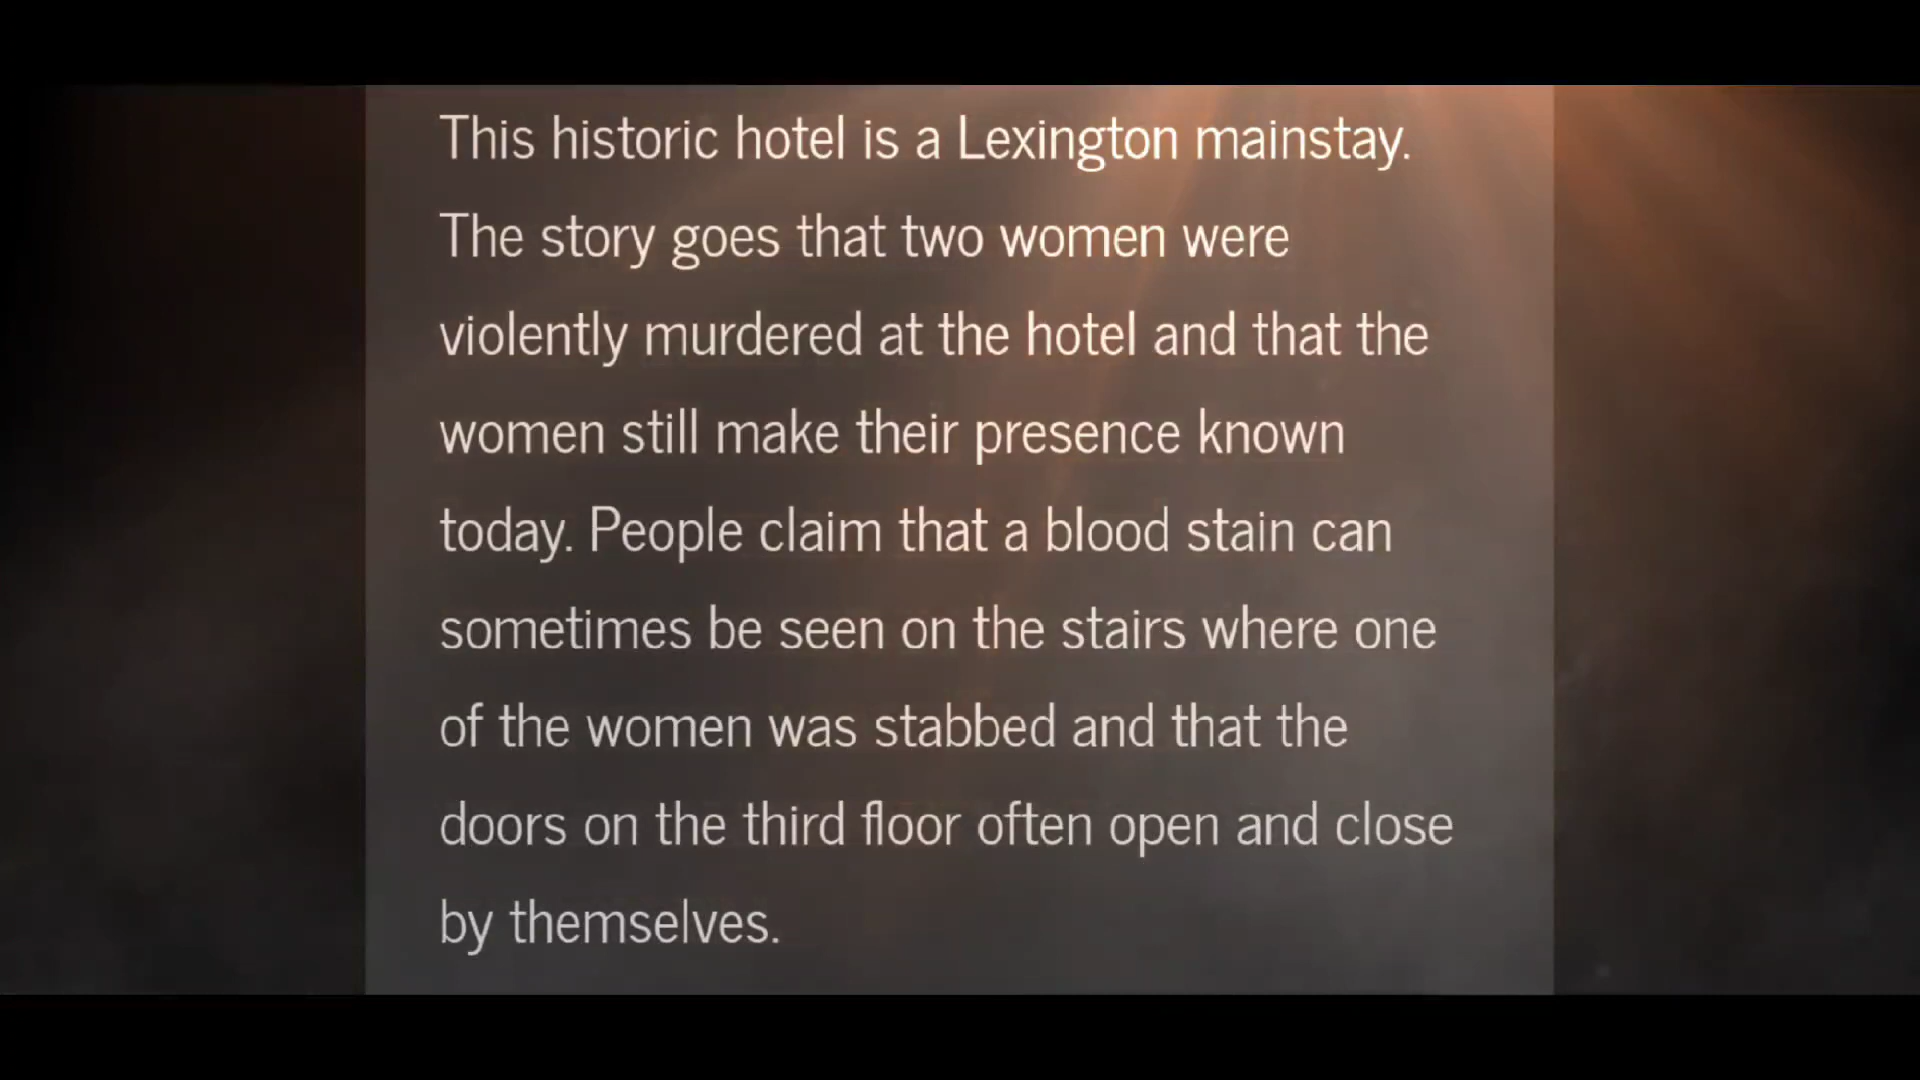 This historic hotel is a Lexington mainstay.
The story goes that two women were
violently murdered at the hotel and that the
women still make their presence known
today. People claim that a blood stain can
sometimes be seen on the stairs where one
of the women was stabbed and that the
doors on the third floor often open and close
by themselves.